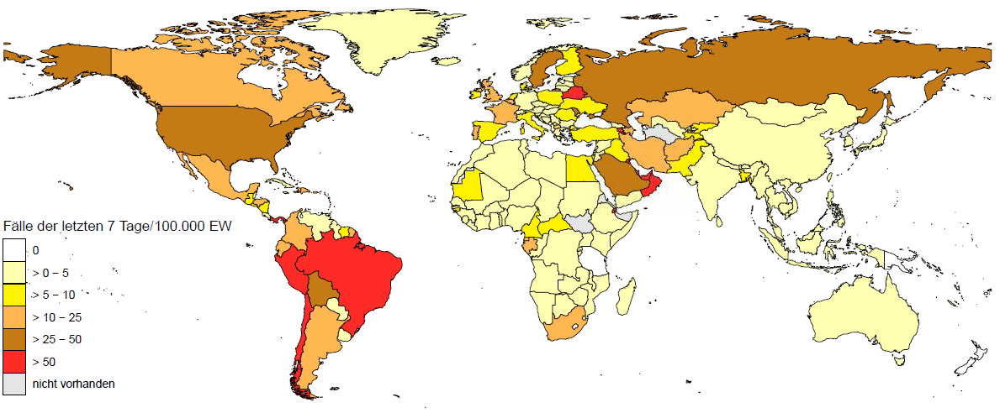 Fälle der letzten 7 Tage/100.000 EW
0
> 0 – 5
> 5 – 10
> 10 – 25
> 25 – 50
> 50
nicht vorhanden